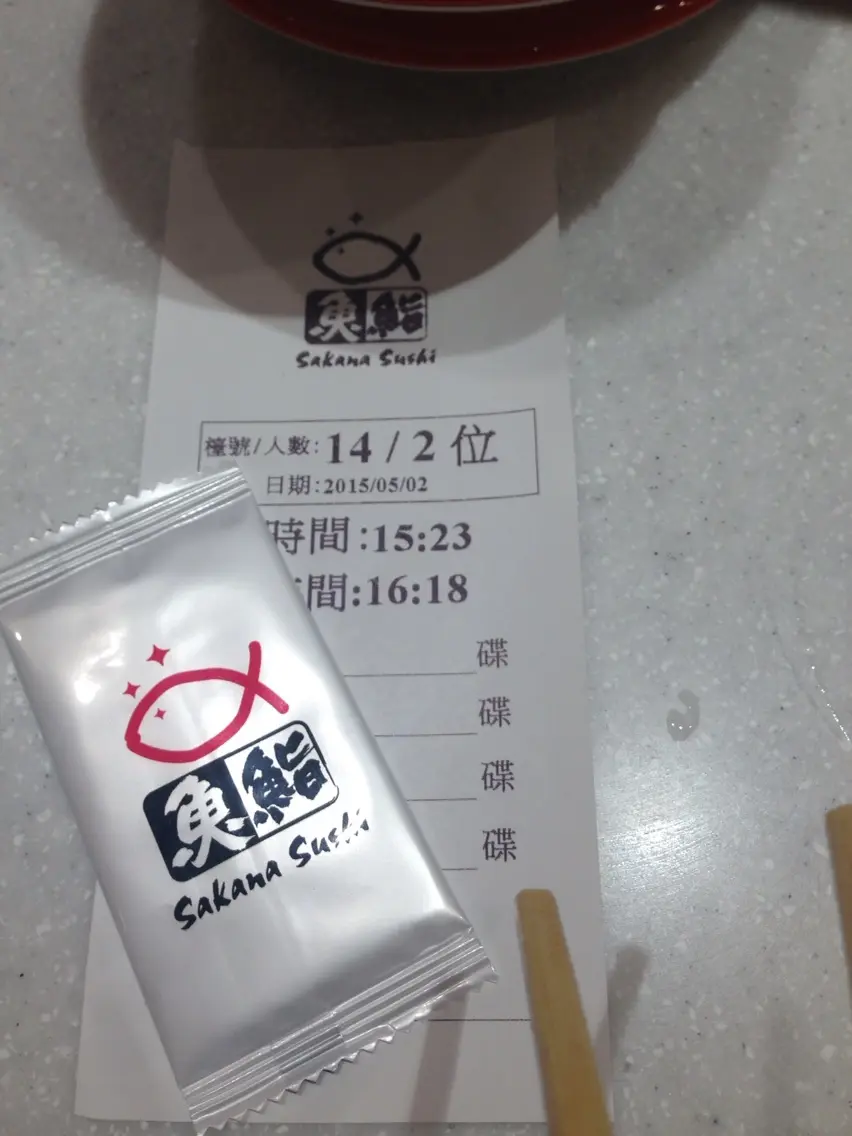 魚鮨
Sakana Sushi
檯號/人數:14 / 2 位
日期:2015/05/02
時間:15:23
間:16:18
碟
碟
碟
碟
魚鮨
Sakana Sushi